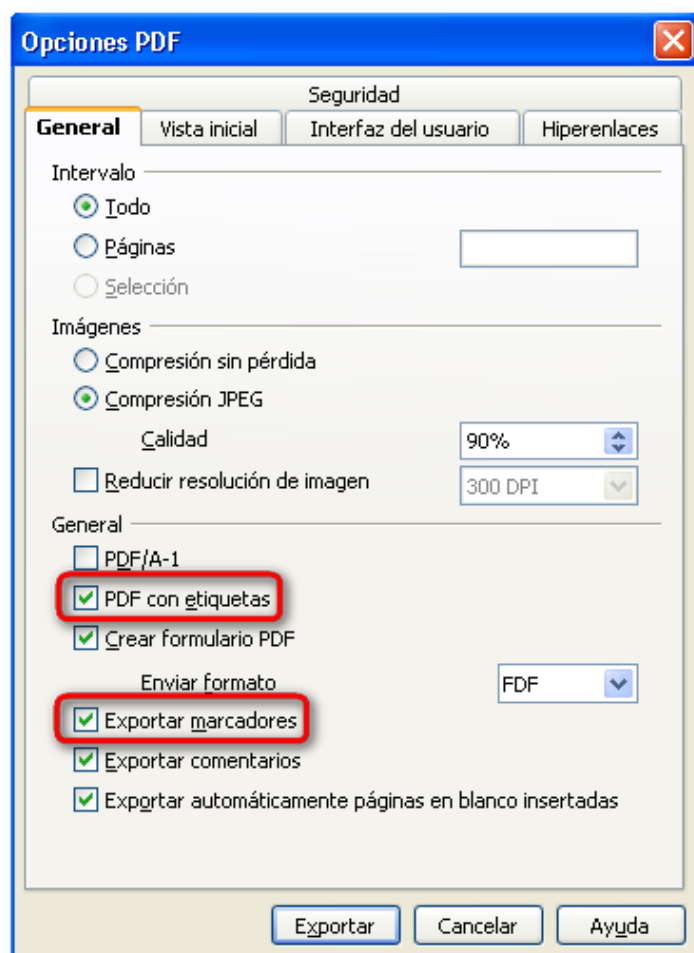 Opciones PDF
Seguridad
General Vista inicial Interfaz del usuario Hiperenlaces
Intervalo
Todo
Páginas
Selección
Imágenes
Compresión sin pérdida
Compresión JPEG
Calidad 90%
Reducir resolución de imagen 300 DPI
General
PDF/A-1
PDF con etiquetas
Crear formulario PDF
Enviar formato FDF
Exportar marcadores
Exportar comentarios
Exportar automáticamente páginas en blanco insertadas
Exportar Cancelar Ayuda